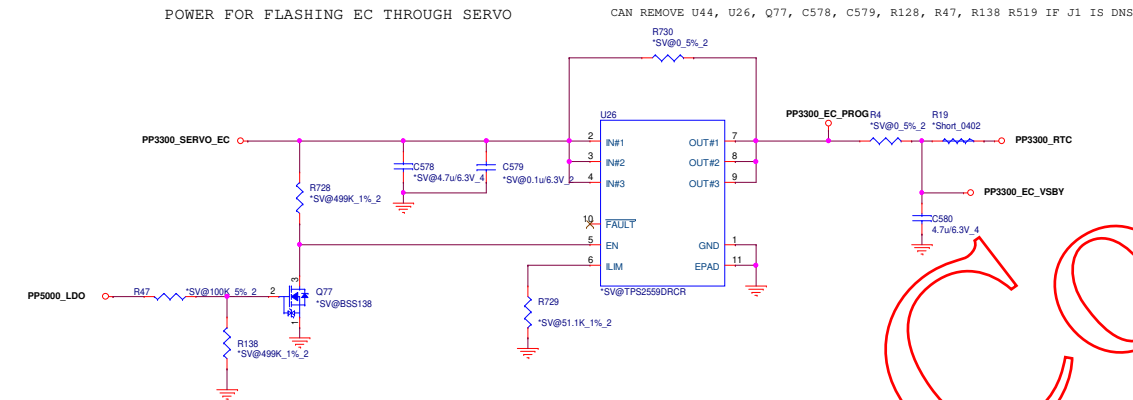 POWER FOR FLASHING EC THROUGH SERVO
CAN REMOVE U44, U26, Q77, C578, C579, R128, R47, R138 R519 IF J1 IS DNS
R730
*SV@0_5%_2
U26
PP3300_SERVO_EC
2 IN#1 OUT#1 7
3 IN#2 OUT#2 8
4 IN#3 OUT#3 9
10 FAULT
5 EN GND 1
6 ILIM EPAD 11
*SV@TPS2559DRCR
C578
*SV@4.7u/6.3V_4
C579
*SV@0.1u/6.3V_2
R728
*SV@499K_1%_2
PP3300_EC_PROG
R4
*SV@0_5%_2
R19
*Short_0402
PP3300_RTC
PP3300_EC_VSBY
C580
4.7u/6.3V_4
PP5000_LDO
R47
*SV@100K_5%_2
2
3
1
Q77
*SV@BSS138
R138
*SV@499K_1%_2
R729
*SV@51.1K_1%_2